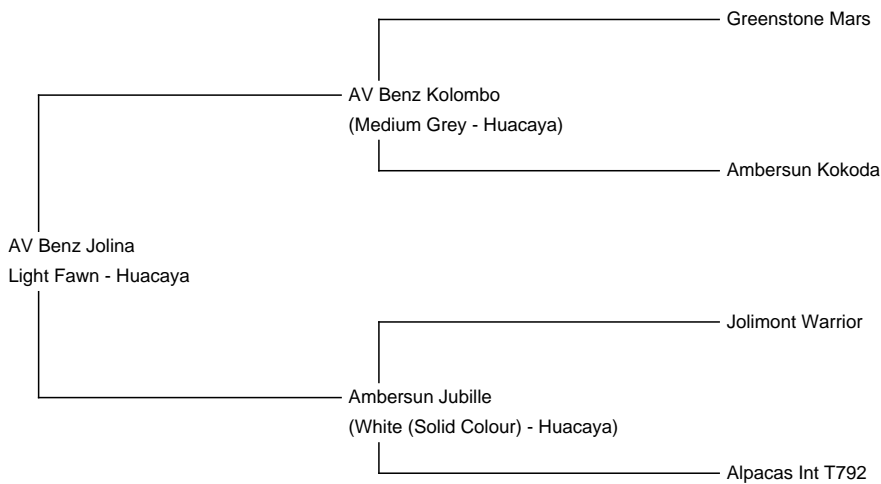 Greenstone Mars
AV Benz Kolombo
(Medium Grey - Huacaya)
Ambersun Kokoda
AV Benz Jolina
Light Fawn - Huacaya
Jolimont Warrior
Ambersun Jubille
(White (Solid Colour) - Huacaya)
Alpacas Int T792